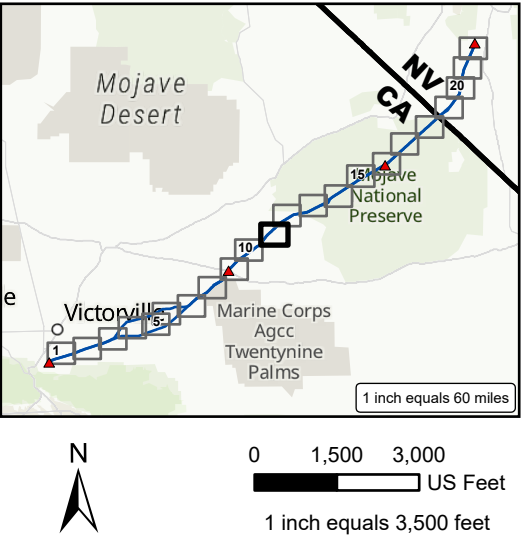 NV
CA
Mojave
Desert
20
15
Mojave
National
Preserve
10
e
Victorville
5
1
Marine Corps
Agcc
Twentynine
Palms
1 inch equals 60 miles
N
0 1,500 3,000
US Feet
1 inch equals 3,500 feet